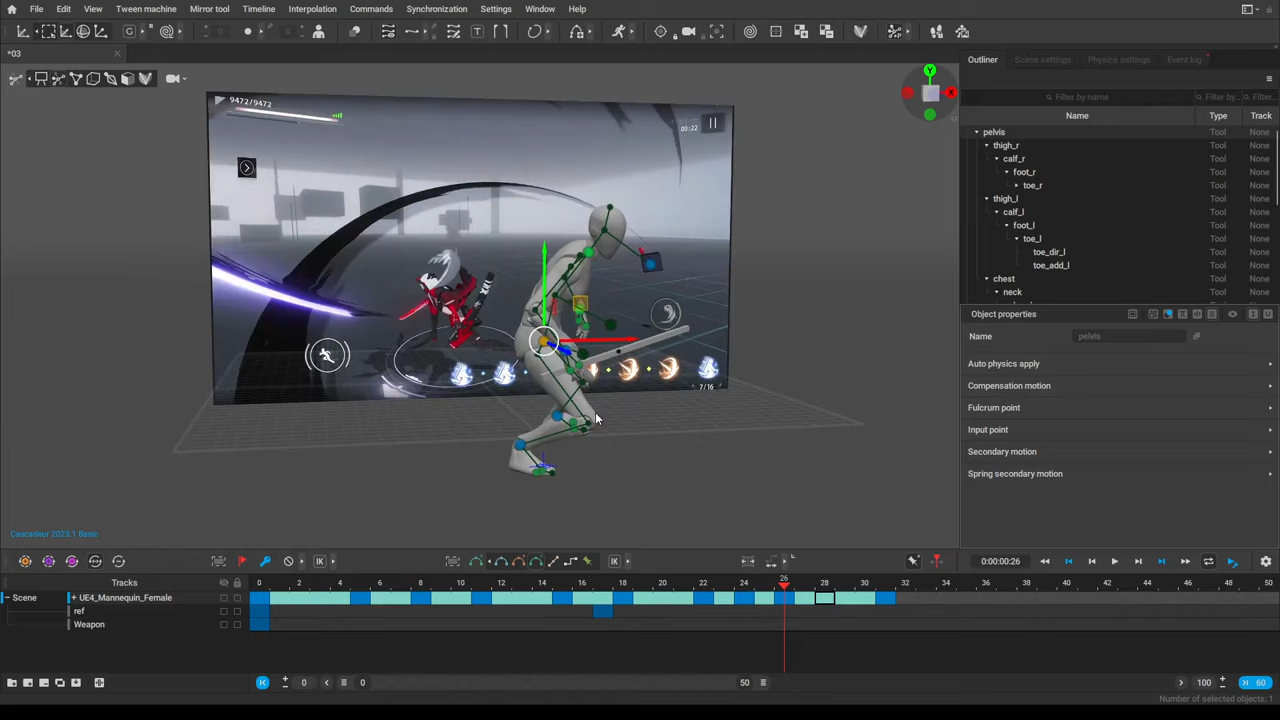 File Edit View Tween machine Mirror tool Timeline Interpolation Commands Synchronization Settings Window Help
*03
Outliner Scene settings Physics settings Event log
Filter by name Filter by... Filter...
Name Type Track
pelvis Tool None
thigh_r Tool None
calf_r Tool None
foot_r Tool None
toe_r Tool None
thigh_l Tool None
calf_l Tool None
foot_l Tool None
toe_l Tool None
toe_dir_l Tool None
toe_add_l Tool None
chest Tool None
neck Tool None
9472/9472
00:22
7/16
Y
X
Object properties
Name pelvis
Auto physics apply
Compensation motion
Fulcrum point
Input point
Secondary motion
Spring secondary motion
Cascadeur 2023.1 Basic
IK IK 0:00:00:26
Tracks 0 2 4 6 8 10 12 14 16 18 20 22 24 26 28 30 32 34 36 38 40 42 44 46 48 50
Scene + UE4_Mannequin_Female
ref
Weapon
0 0 50 100 60
Number of selected objects: 1